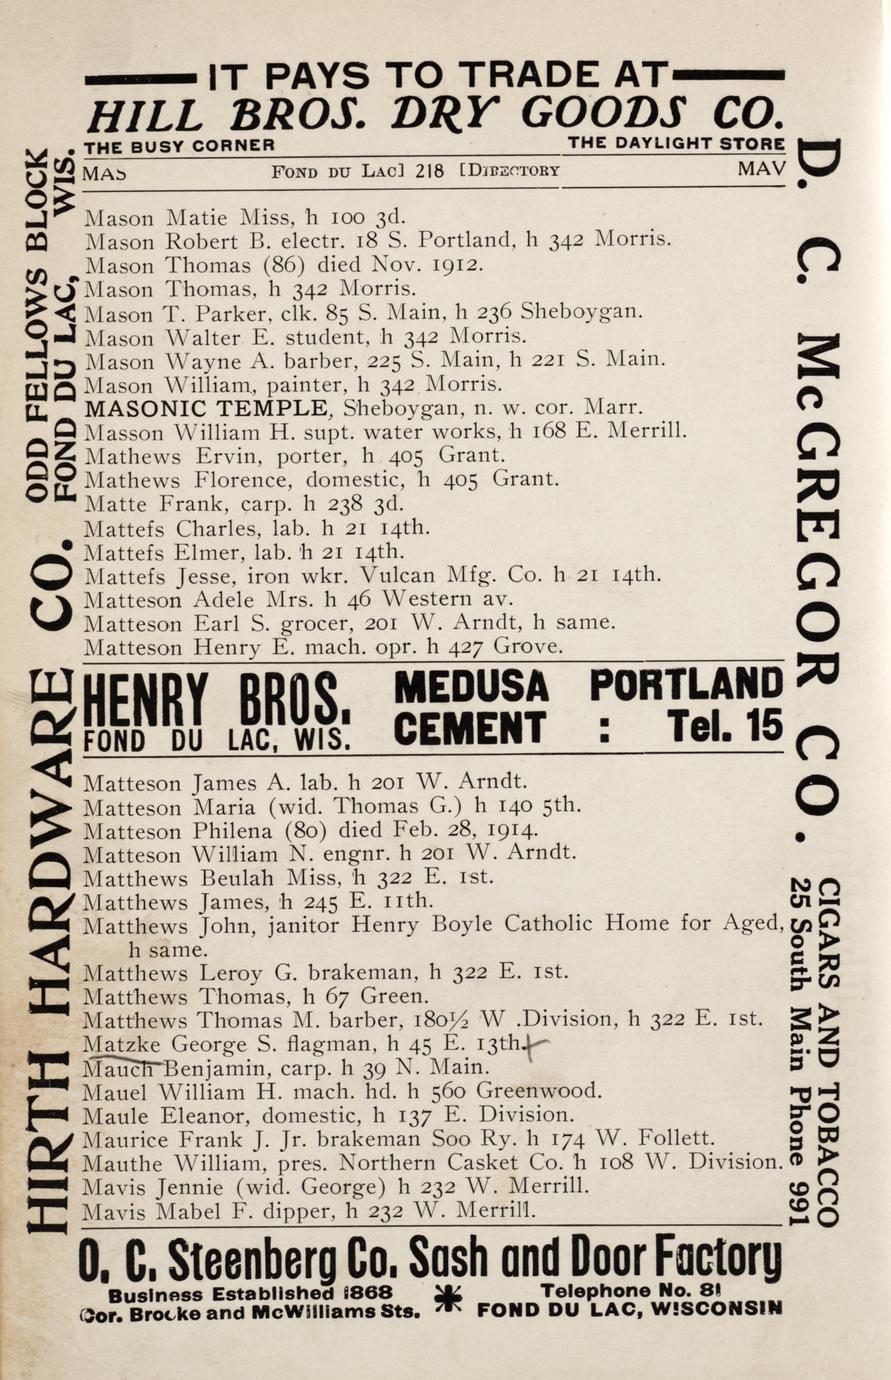 IT PAYS TO TRADE AT
HILL BROS. DRY GOODS CO.
THE BUSY CORNER THE DAYLIGHT STORE
MAS FOND DU LAC] 218 [DIRECTORY MAV
Mason Matie Miss, h 100 3d.
Mason Robert B. electr. 18 S. Portland, h 342 Morris.
Mason Thomas (86) died Nov. 1912.
Mason Thomas, h 342 Morris.
Mason T. Parker, clk. 85 S. Main, h 236 Sheboygan.
Mason Walter E. student, h 342 Morris.
Mason Wayne A. barber, 225 S. Main, h 221 S. Main.
Mason William, painter, h 342 Morris.
MASONIC TEMPLE, Sheboygan, n. w. cor. Marr.
Masson William H. supt. water works, h 168 E. Merrill.
Mathews Ervin, porter, h 405 Grant.
Mathews Florence, domestic, h 405 Grant.
Matte Frank, carp. h 238 3d.
Mattefs Charles, lab. h 21 14th.
Mattefs Elmer, lab. h 21 14th.
Mattefs Jesse, iron wkr. Vulcan Mfg. Co. h 21 14th.
Matteson Adele Mrs. h 46 Western av.
Matteson Earl S. grocer, 201 W. Arndt, h same.
Matteson Henry E. mach. opr. h 427 Grove.
HENRY BROS. MEDUSA PORTLAND
FOND DU LAC, WIS. CEMENT : Tel. 15
Matteson James A. lab. h 201 W. Arndt.
Matteson Maria (wid. Thomas G.) h 140 5th.
Matteson Philena (80) died Feb. 28, 1914.
Matteson William N. engnr. h 201 W. Arndt.
Matthews Beulah Miss, h 322 E. 1st.
Matthews James, h 245 E. 11th.
Matthews John, janitor Henry Boyle Catholic Home for Aged,
h same.
Matthews Leroy G. brakeman, h 322 E. 1st.
Matthews Thomas, h 67 Green.
Matthews Thomas M. barber, 180½ W .Division, h 322 E. 1st.
Matzke George S. flagman, h 45 E. 13th.
Mauch Benjamin, carp. h 39 N. Main.
Mauel William H. mach. hd. h 560 Greenwood.
Maule Eleanor, domestic, h 137 E. Division.
Maurice Frank J. Jr. brakeman Soo Ry. h 174 W. Follett.
Mauthe William, pres. Northern Casket Co. h 108 W. Division.
Mavis Jennie (wid. George) h 232 W. Merrill.
Mavis Mabel F. dipper, h 232 W. Merrill.
O. C. Steenberg Co. Sash and Door Factory
Business Established 1868 Telephone No. 81
Cor. Brooke and McWilliams Sts. * FOND DU LAC, WISCONSIN
HIRTH HARDWARE CO. ODD FELLOWS BLOCK
FOND DU LAC, WIS.
D. C. McGREGOR CO. CIGARS AND TOBACCO
25 South Main Phone 991